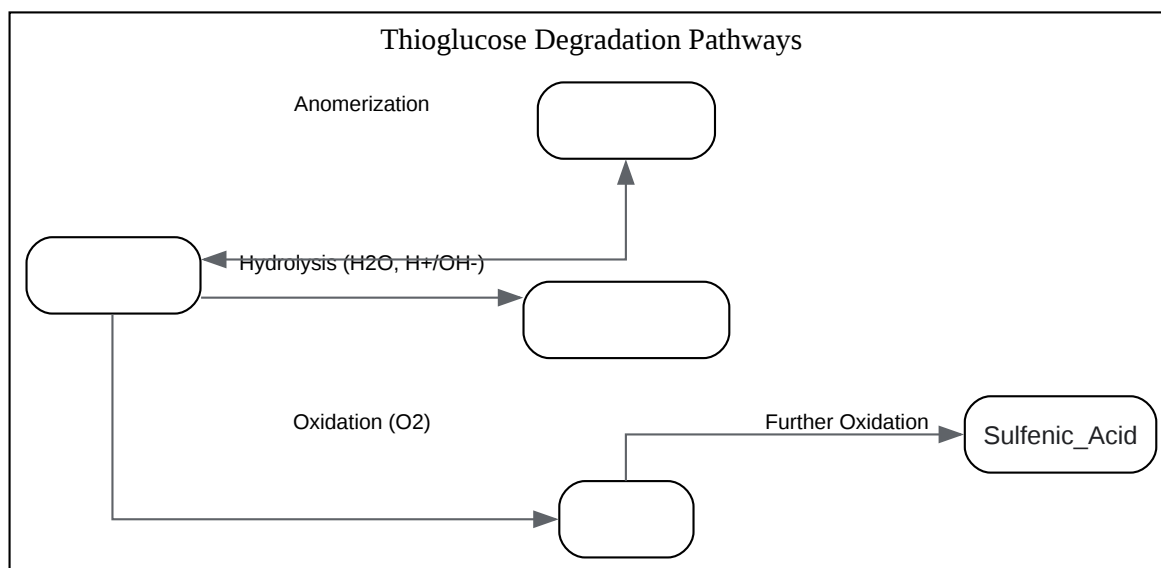 Thioglucose Degradation Pathways
Anomerization
Hydrolysis (H2O, H+/OH-)
Oxidation (O2)
Further Oxidation
Sulfenic_Acid